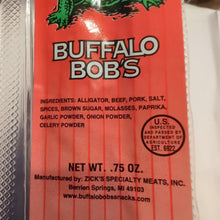 BUFFALO
BOB'S
INGREDIENTS: ALLIGATOR, BEEF, PORK, SALT,
SPICES, BROWN SUGAR, MOLASSES, PAPRIKA,
GARLIC POWDER, ONION POWDER,
CELERY POWDER
U.S.
INSPECTED
AND PASSED BY
DEPARTMENT OF
AGRICULTURE
EST. 9922
NET WT. .75 OZ.
Manufactured by: ZICK'S SPECIALTY MEATS, INC.
Berrien Springs, MI 49103
www.buffalobobssnacks.com